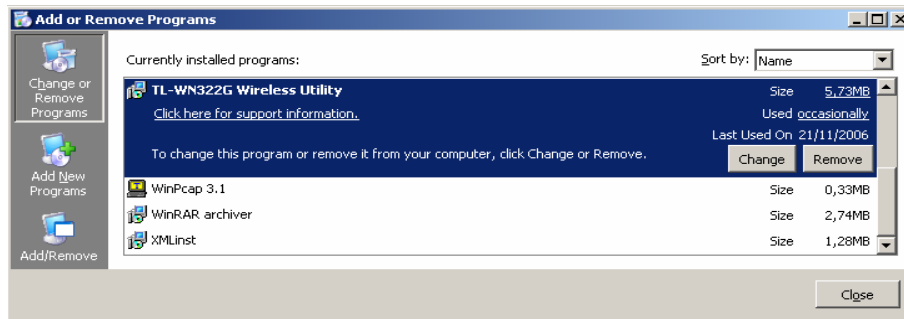 Add or Remove Programs
Change or
Remove
Programs
Add New
Programs
Add/Remove
Currently installed programs:
Sort by: Name
TL-WN322G Wireless Utility Size 5,73MB
Click here for support information. Used occasionally
Last Used On 21/11/2006
To change this program or remove it from your computer, click Change or Remove. Change Remove
WinPcap 3.1 Size 0,33MB
WinRAR archiver Size 2,74MB
XMLinst Size 1,28MB
Close